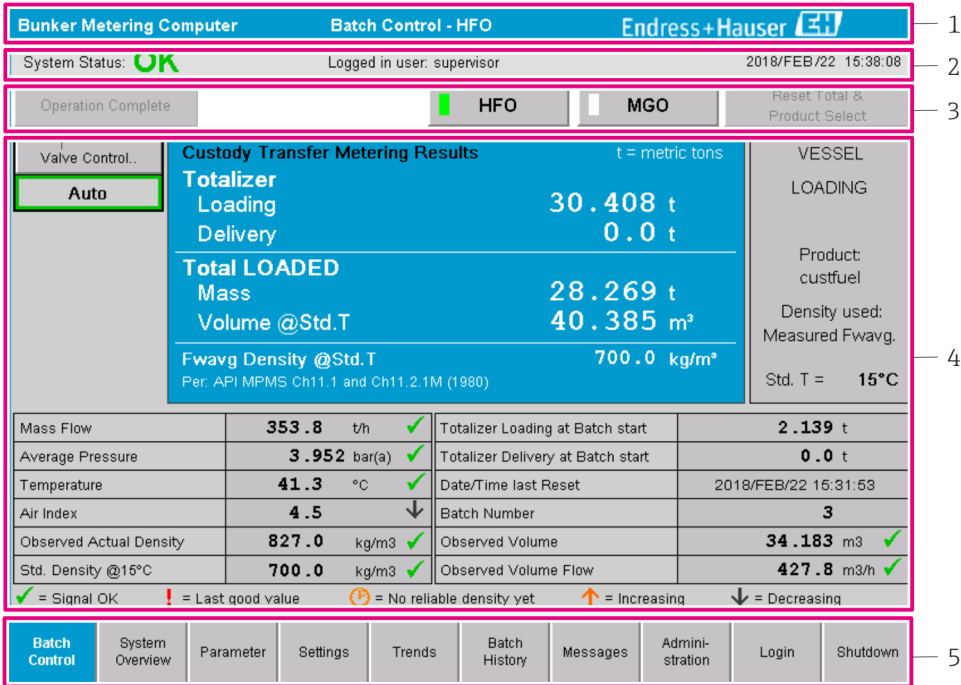 Bunker Metering Computer Batch Control - HFO Endress+Hauser EH 1
System Status: OK Logged in user: supervisor 2018/FEB/22 15:38:08 2
Operation Complete HFO MGO Reset Total & Product Select 3
Valve Control..
Auto
Custody Transfer Metering Results t = metric tons
Totalizer
Loading 30.408 t
Delivery 0.0 t
Total LOADED
Mass 28.269 t
Volume @Std.T 40.385 m³
Fwavg Density @Std.T 700.0 kg/m³
Per: API MPMS Ch11.1 and Ch11.2.1M (1980)
VESSEL
LOADING
Product:
custfuel
Density used:
Measured Fwavg.
Std. T = 15°C
4
Mass Flow 353.8 t/h Totalizer Loading at Batch start 2.139 t
Average Pressure 3.952 bar(a) Totalizer Delivery at Batch start 0.0 t
Temperature 41.3 °C Date/Time last Reset 2018/FEB/22 15:31:53
Air Index 4.5 Batch Number 3
Observed Actual Density 827.0 kg/m3 Observed Volume 34.183 m3
Std. Density @15°C 700.0 kg/m3 Observed Volume Flow 427.8 m3/h
= Signal OK ! = Last good value = No reliable density yet = Increasing = Decreasing
Batch Control System Overview Parameter Settings Trends Batch History Messages Admini-stration Login Shutdown 5